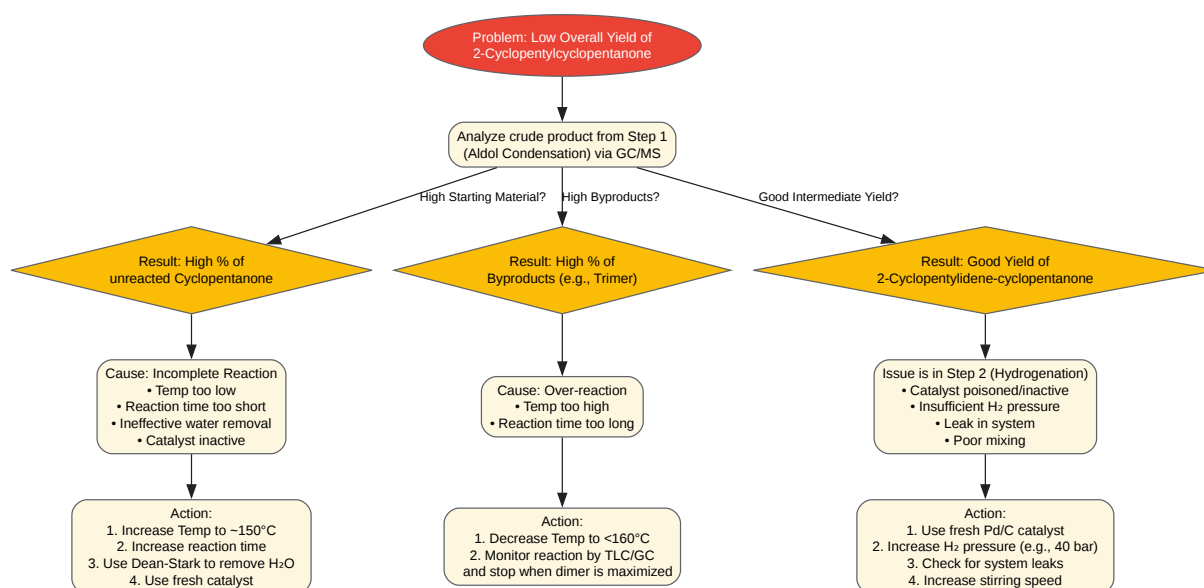 Problem: Low Overall Yield of
2-Cyclopentylcyclopentanone
Analyze crude product from Step 1
(Aldol Condensation) via GC/MS
High Starting Material?
High Byproducts?
Good Intermediate Yield?
Result: High % of
unreacted Cyclopentanone
Result: High % of
Byproducts (e.g., Trimer)
Result: Good Yield of
2-Cyclopentylidene-cyclopentanone
Cause: Incomplete Reaction
• Temp too low
• Reaction time too short
• Ineffective water removal
• Catalyst inactive
Cause: Over-reaction
• Temp too high
• Reaction time too long
Issue is in Step 2 (Hydrogenation)
• Catalyst poisoned/inactive
• Insufficient H₂ pressure
• Leak in system
• Poor mixing
Action:
1. Increase Temp to ~150°C
2. Increase reaction time
3. Use Dean-Stark to remove H₂O
4. Use fresh catalyst
Action:
1. Decrease Temp to <160°C
2. Monitor reaction by TLC/GC
and stop when dimer is maximized
Action:
1. Use fresh Pd/C catalyst
2. Increase H₂ pressure (e.g., 40 bar)
3. Check for system leaks
4. Increase stirring speed